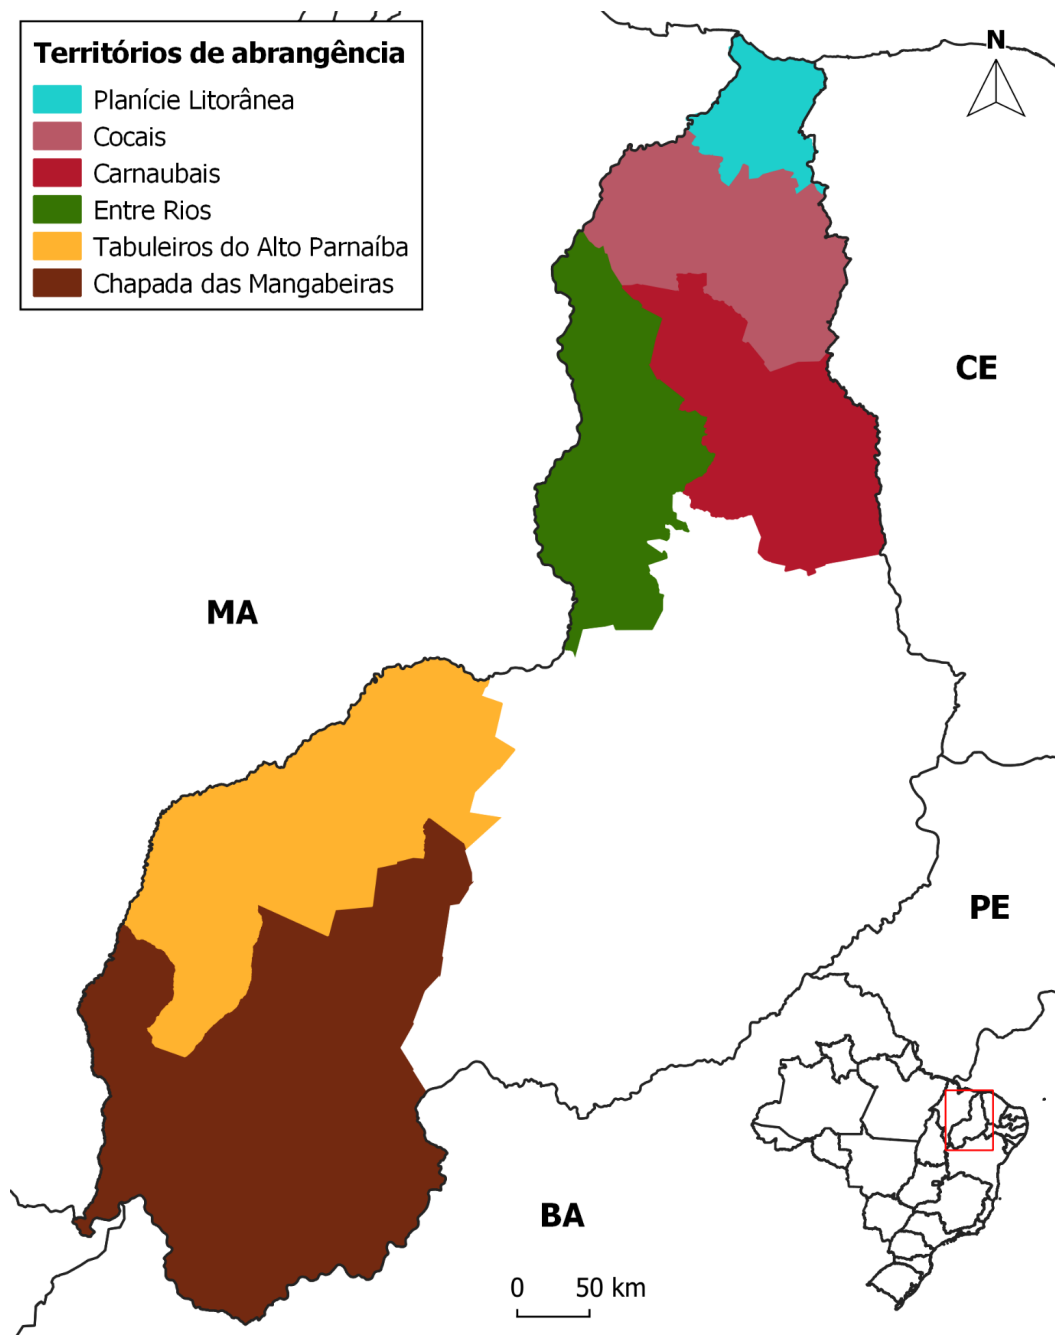 Territórios de abrangência
Planície Litorânea
Cocais
Carnaubais
Entre Rios
Tabuleiros do Alto Parnaíba
Chapada das Mangabeiras
N
CE
MA
PE
BA
0 50 km